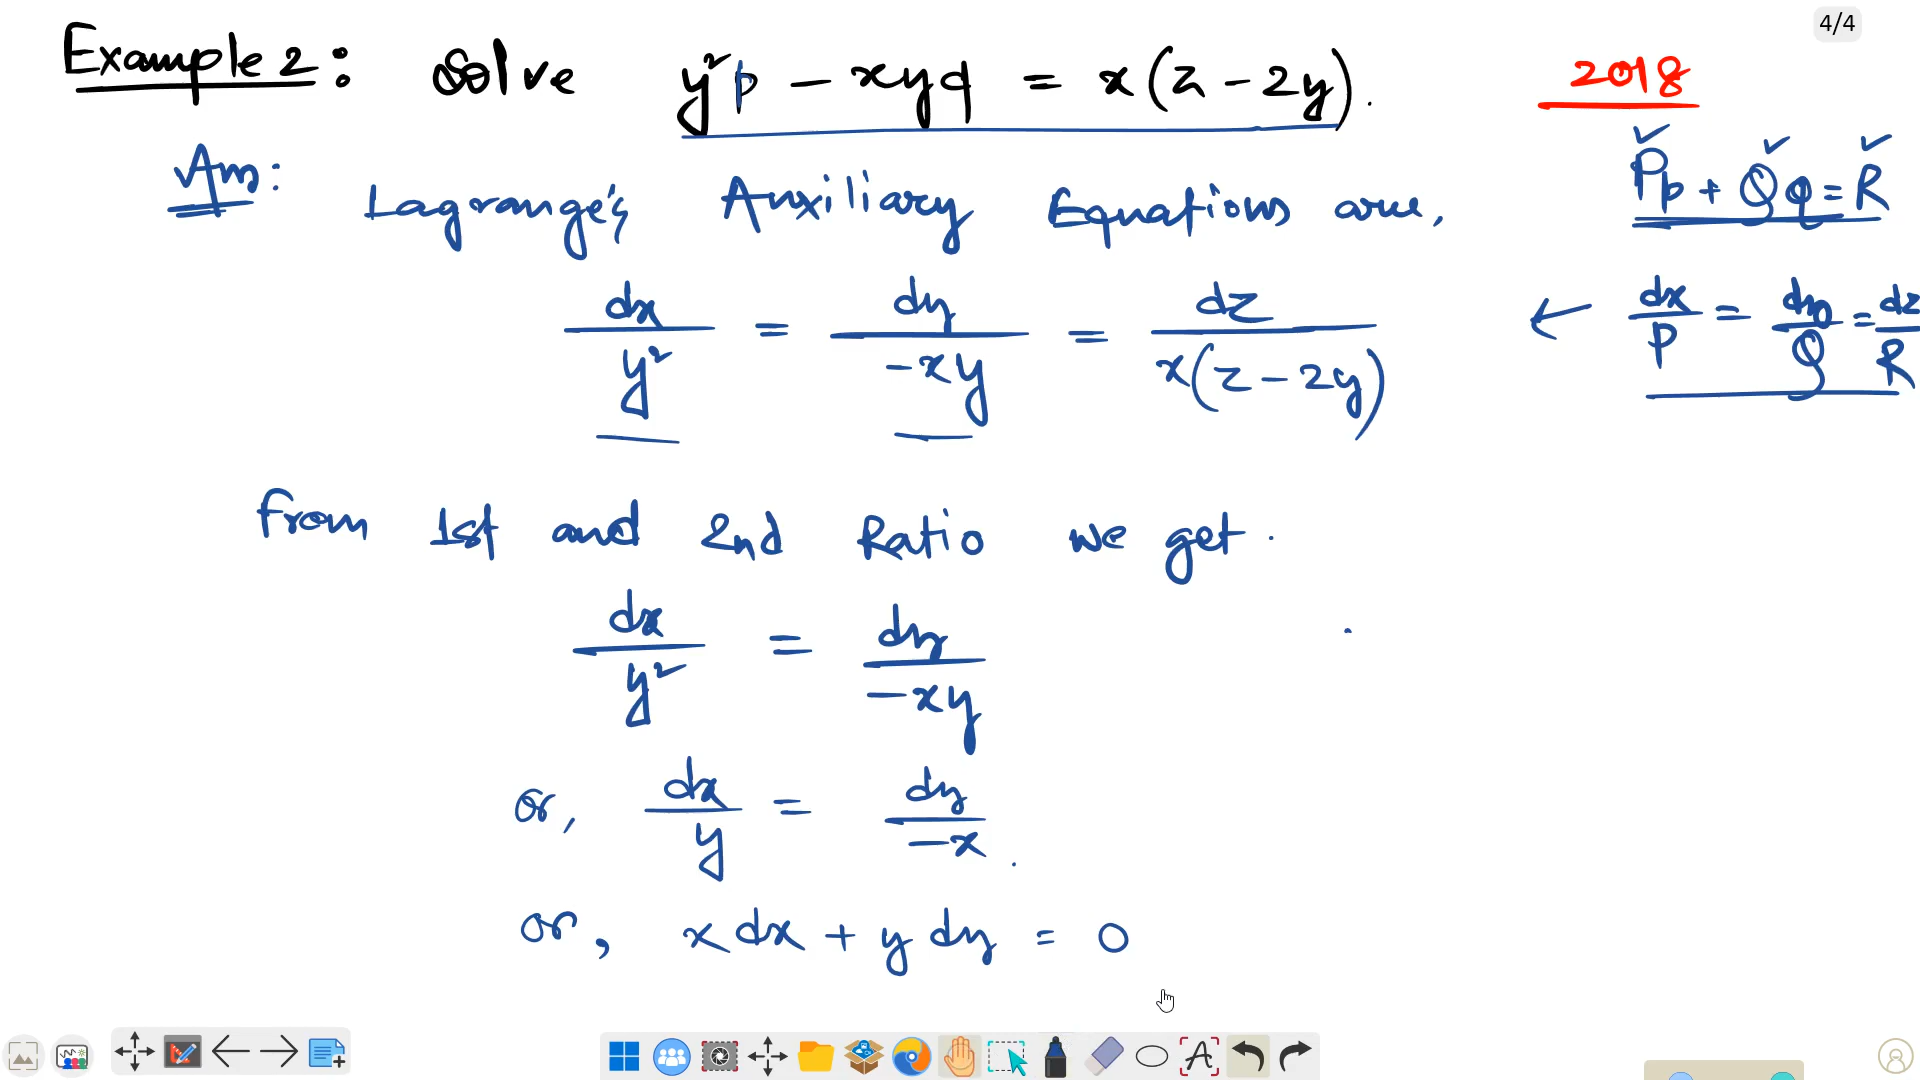 4/4
Example 2: Solve y²p − xyq = x(z − 2y). 2018
Ans: Lagrange's Auxiliary Equations are, Pp + Qq = R
dx/y² = dy/−xy = dz/x(z − 2y) ← dx/P = dy/Q = dz/R
From 1st and 2nd Ratio we get.
dx/y² = dy/−xy
or, dx/y = dy/−x.
or, x dx + y dy = 0